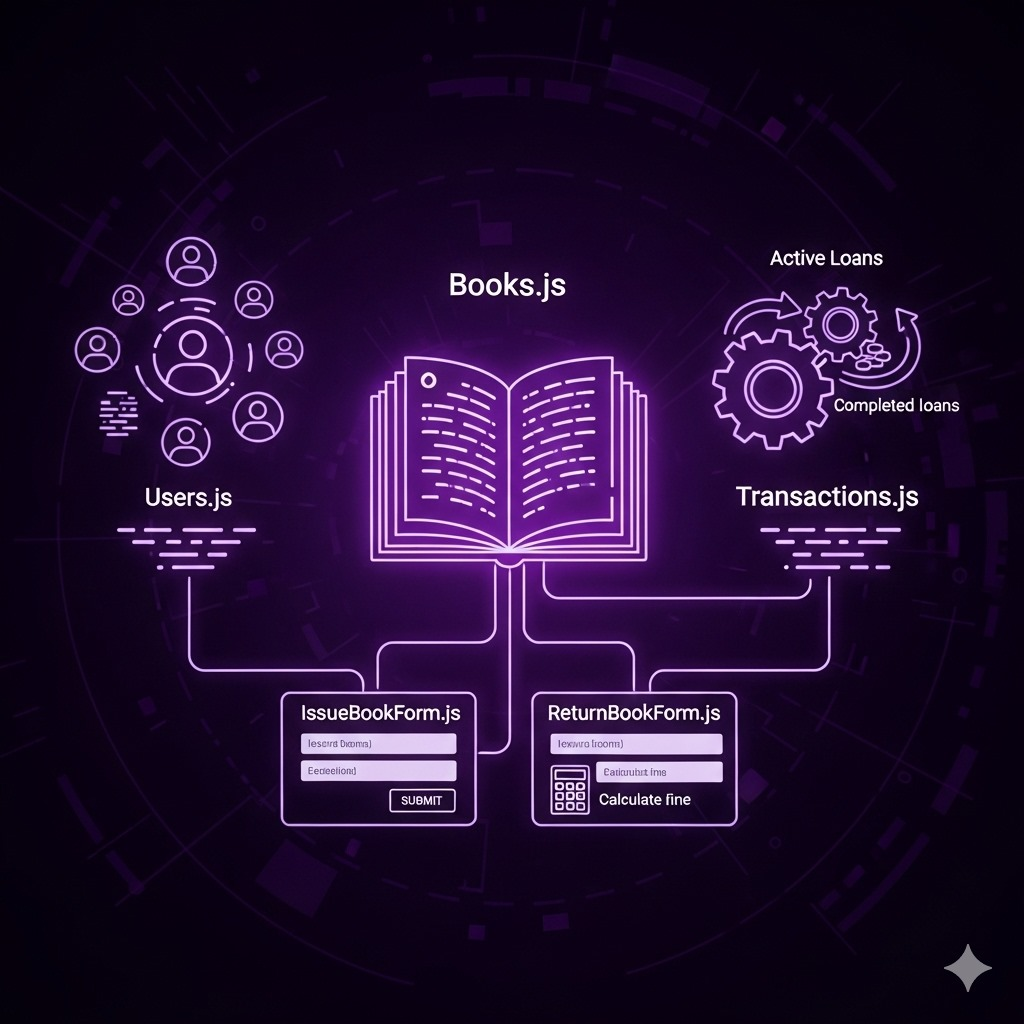 Active Loans
Books.js
Completed loans
Users.js
Transactions.js
IssueBookForm.js
SUBMIT
ReturnBookForm.js
Calculate fine